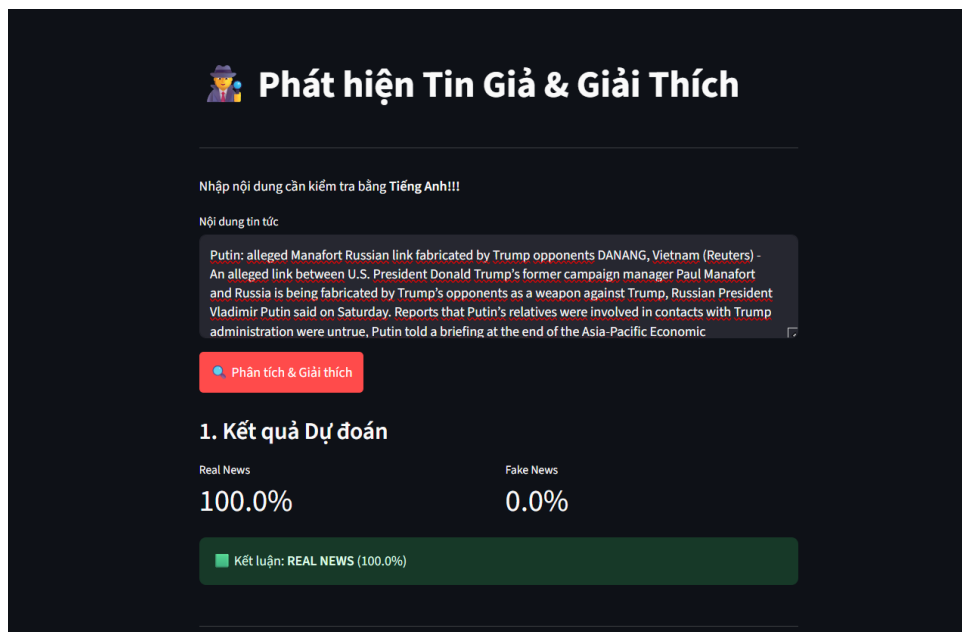 Phát hiện Tin Giả & Giải Thích
Nhập nội dung cần kiểm tra bằng Tiếng Anh!!!
Nội dung tin tức
Putin: alleged Manafort Russian link fabricated by Trump opponents DANANG, Vietnam (Reuters) -
An alleged link between U.S. President Donald Trump's former campaign manager Paul Manafort
and Russia is being fabricated by Trump's opponents as a weapon against Trump, Russian President
Vladimir Putin said on Saturday. Reports that Putin's relatives were involved in contacts with Trump
administration were untrue, Putin told a briefing at the end of the Asia-Pacific Economic
Phân tích & Giải thích
1. Kết quả Dự đoán
Real News
Fake News
100.0%
0.0%
Kết luận: REAL NEWS (100.0%)